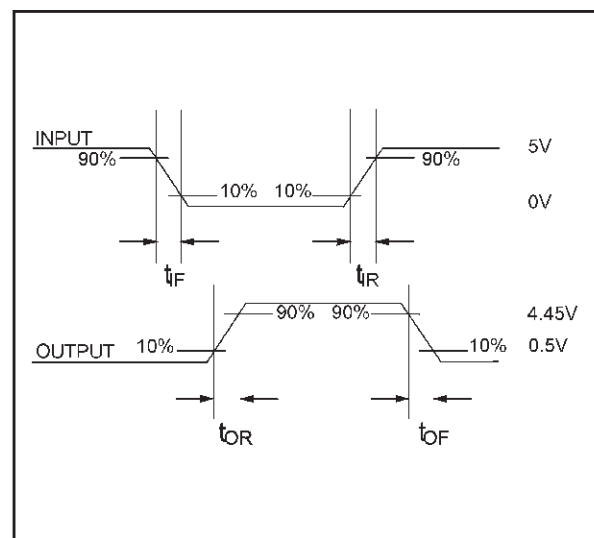 INPUT
5V
90%
90%
10%
10%
0V
tIF
tIR
90%
90%
4.45V
10%
10%
0.5V
OUTPUT
tOR
tOF